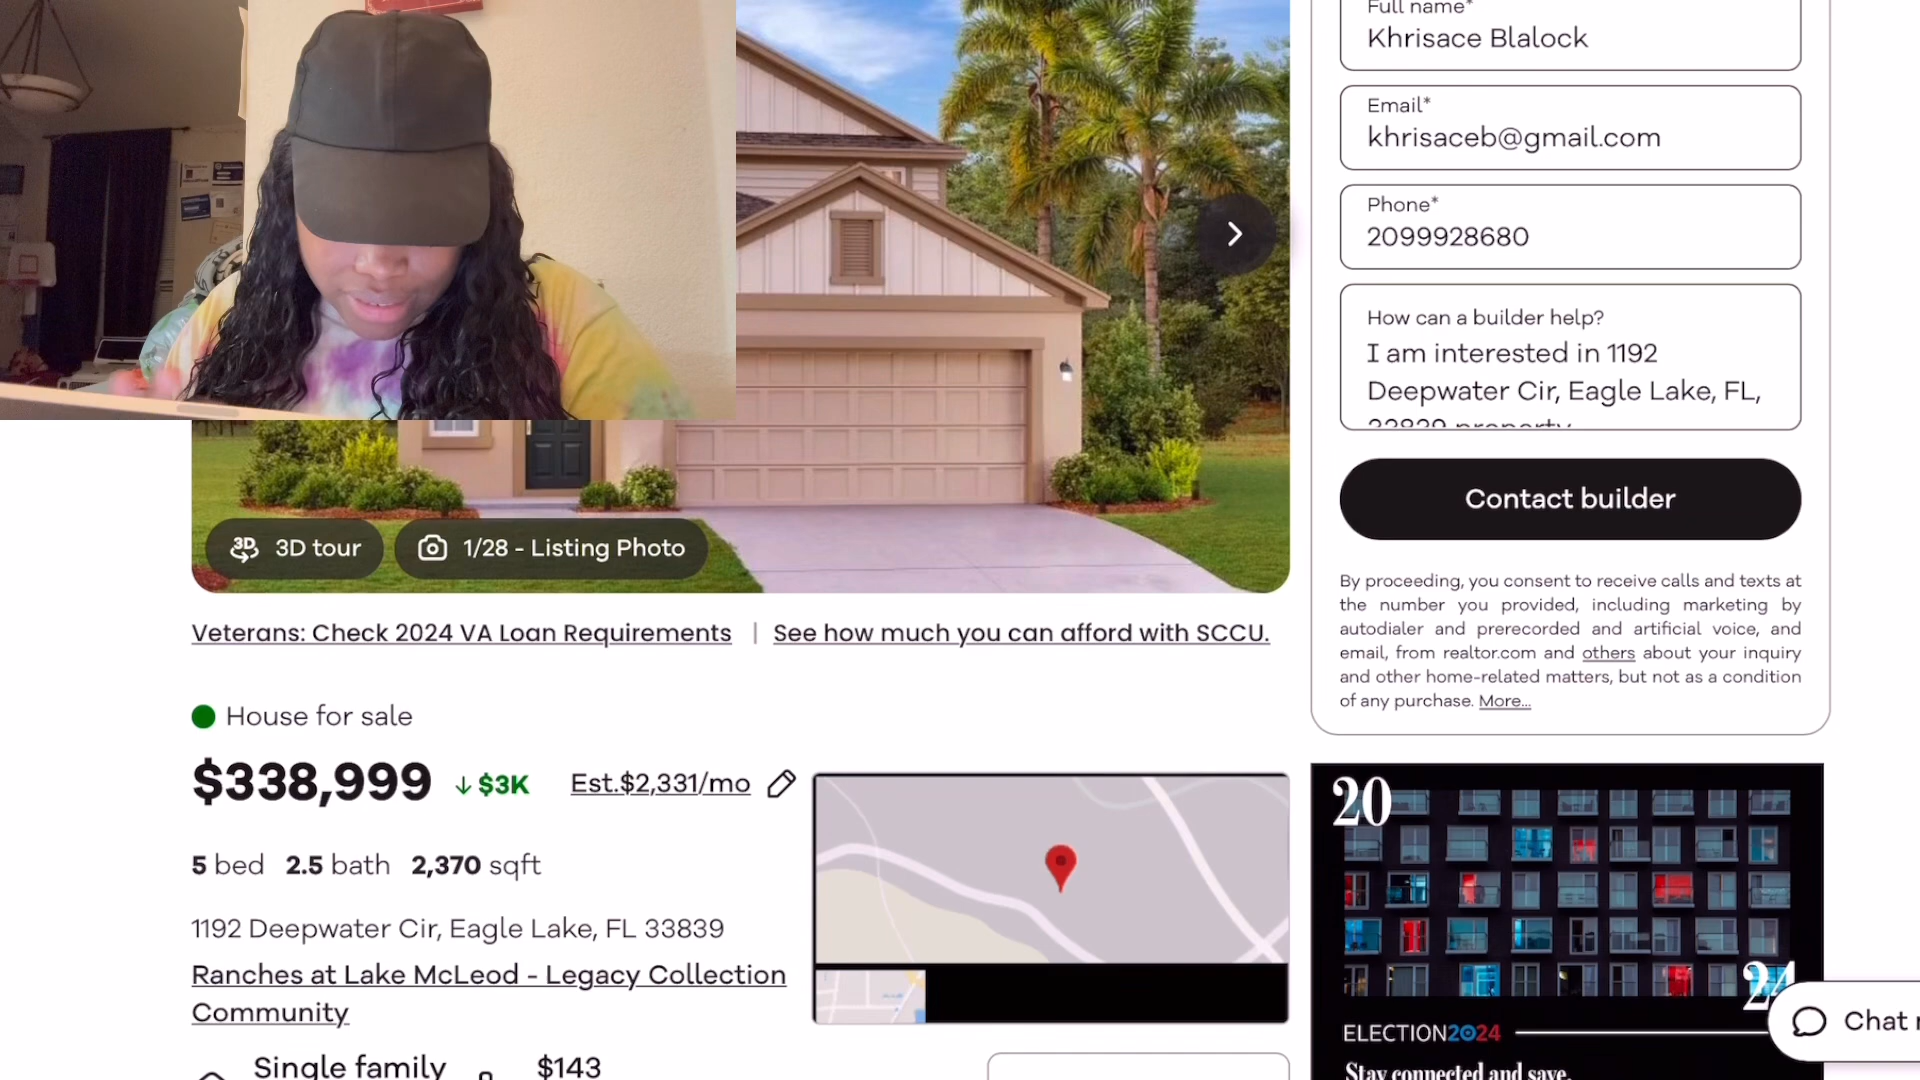 Full name*
Khrisace Blalock
Email*
khrisaceb@gmail.com
Phone*
2099928680
How can a builder help?
I am interested in 1192
Deepwater Cir, Eagle Lake, FL,
33839 property
Contact builder
By proceeding, you consent to receive calls and texts at
the number you provided, including marketing by
autodialer and prerecorded and artificial voice, and
email, from realtor.com and others about your inquiry
and other home-related matters, but not as a condition
of any purchase. More...
3D tour
1/28 - Listing Photo
Veterans: Check 2024 VA Loan Requirements | See how much you can afford with SCCU.
House for sale
$338,999 ↓ $3K Est.$2,331/mo
5 bed 2.5 bath 2,370 sqft
1192 Deepwater Cir, Eagle Lake, FL 33839
Ranches at Lake McLeod - Legacy Collection
Community
Single family
$143
20
24
ELECTION2024
Stay connected and save.
Chat